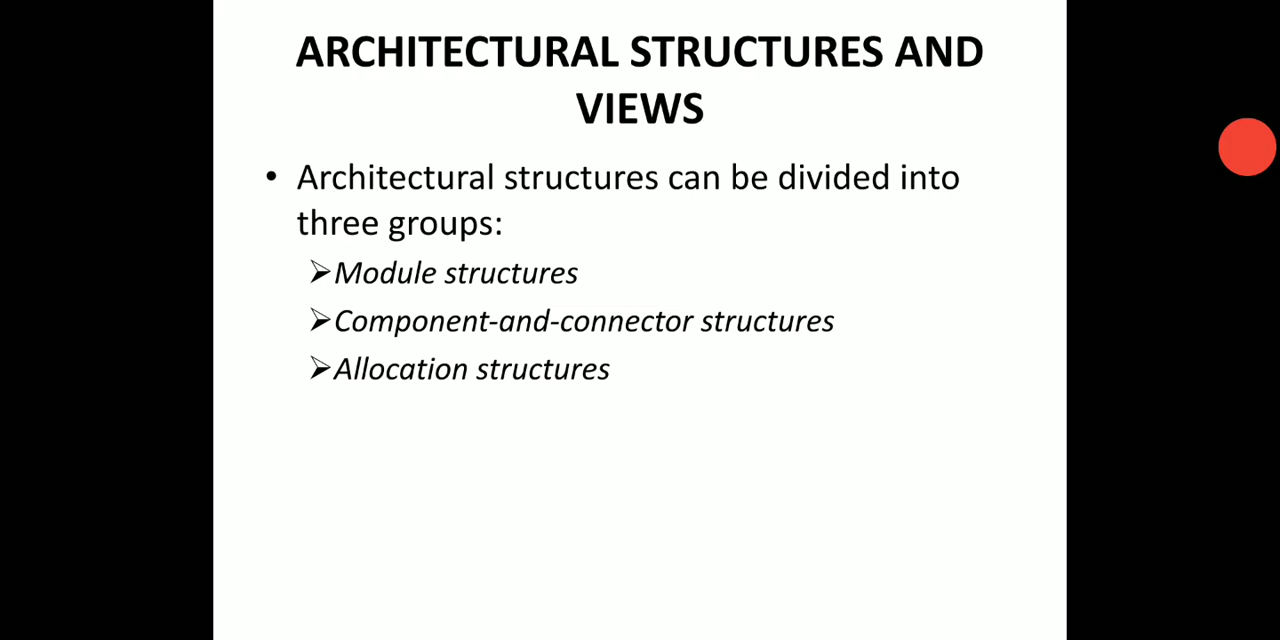 ARCHITECTURAL STRUCTURES AND
VIEWS
• Architectural structures can be divided into
three groups:
➢Module structures
➢Component-and-connector structures
➢Allocation structures